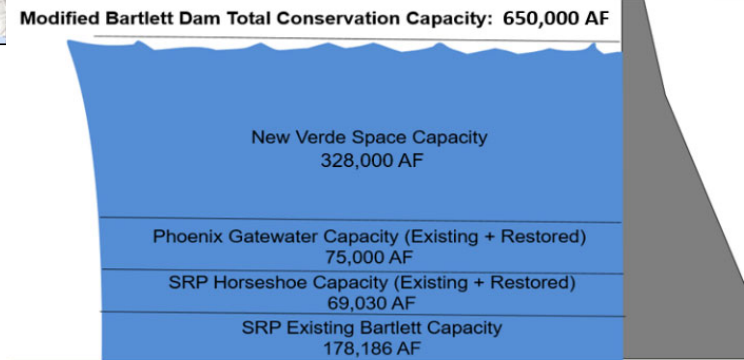 Modified Bartlett Dam Total Conservation Capacity: 650,000 AF
New Verde Space Capacity
328,000 AF
Phoenix Gatewater Capacity (Existing + Restored)
75,000 AF
SRP Horseshoe Capacity (Existing + Restored)
69,030 AF
SRP Existing Bartlett Capacity
178,186 AF